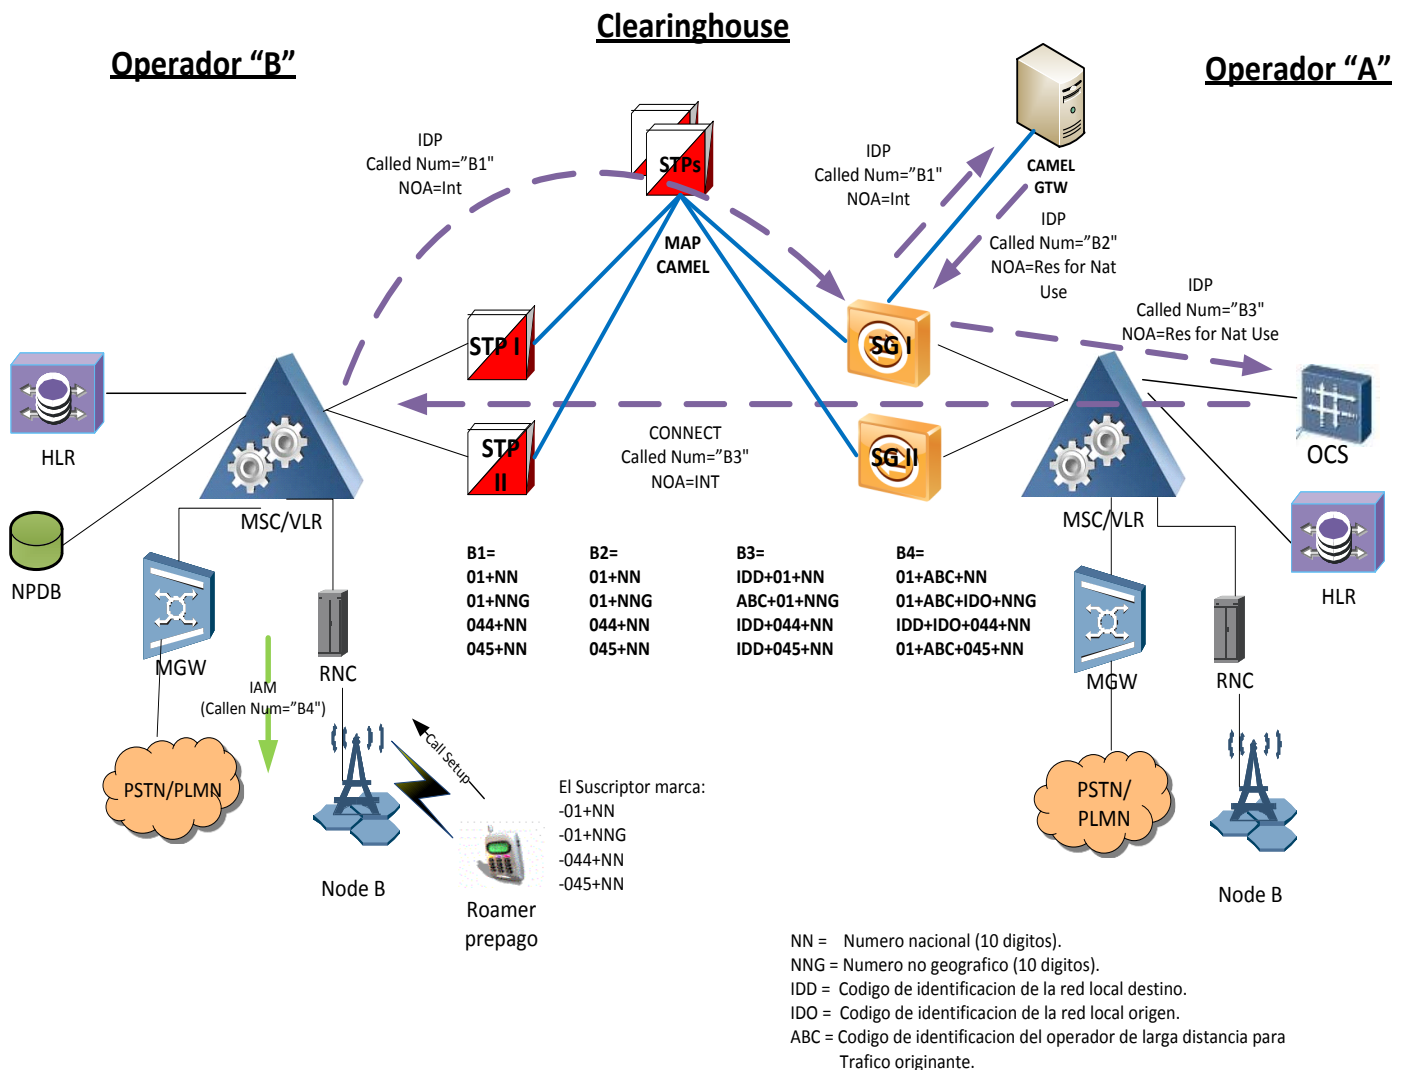 Clearinghouse
Operador “B”
Operador “A”
IDP
Called Num=”B1"
NOA=Int
STPs
IDP
Called Num=”B1"
NOA=Int
CAMEL
GTW
IDP
Called Num=”B2"
NOA=Res for Nat
Use
MAP
CAMEL
IDP
Called Num=”B3"
NOA=Res for Nat Use
STP I
SG I
HLR
CONNECT
Called Num=”B3"
NOA=INT
STP
II
SG II
OCS
MSC/VLR
MSC/VLR
NPDB
HLR
B1=
01+NN
01+NNG
044+NN
045+NN
B2=
01+NN
01+NNG
044+NN
045+NN
B3=
IDD+01+NN
ABC+01+NNG
IDD+044+NN
IDD+045+NN
B4=
01+ABC+NN
01+ABC+IDO+NNG
IDD+IDO+044+NN
01+ABC+045+NN
MGW
RNC
MGW
RNC
IAM
(Callen Num=”B4")
Call Setup
PSTN/PLMN
El Suscriptor marca:
-01+NN
-01+NNG
-044+NN
-045+NN
PSTN/
PLMN
Node B
Node B
Roamer
prepago
NN = Numero nacional (10 digitos).
NNG = Numero no geografico (10 digitos).
IDD = Codigo de identificacion de la red local destino.
IDO = Codigo de identificacion de la red local origen.
ABC = Codigo de identificacion del operador de larga distancia para
Trafico originante.